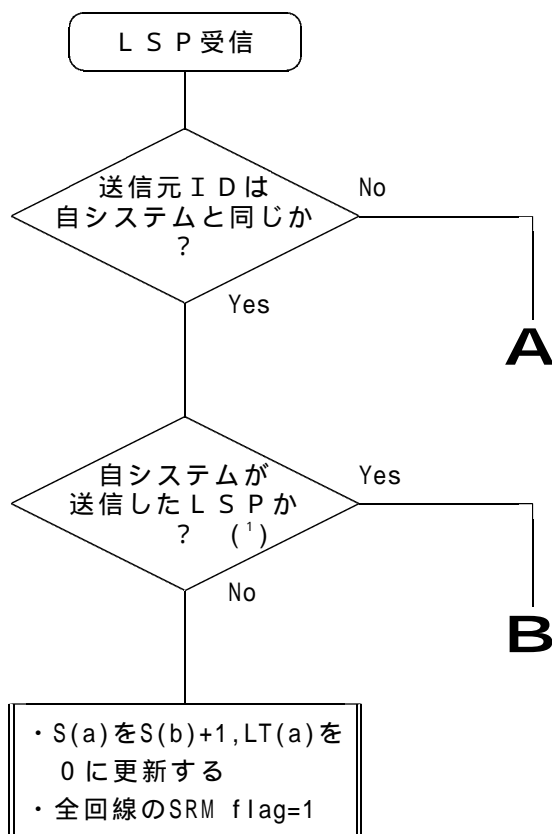 ＬＳＰ受信
送信元ＩＤは
自システムと同じか
？
No
Yes
A
自システムが
送信したＬＳＰか
？ (¹)
Yes
No
B
・S(a)をS(b)+1,LT(a)を
０に更新する
・全回線のSRM flag=1